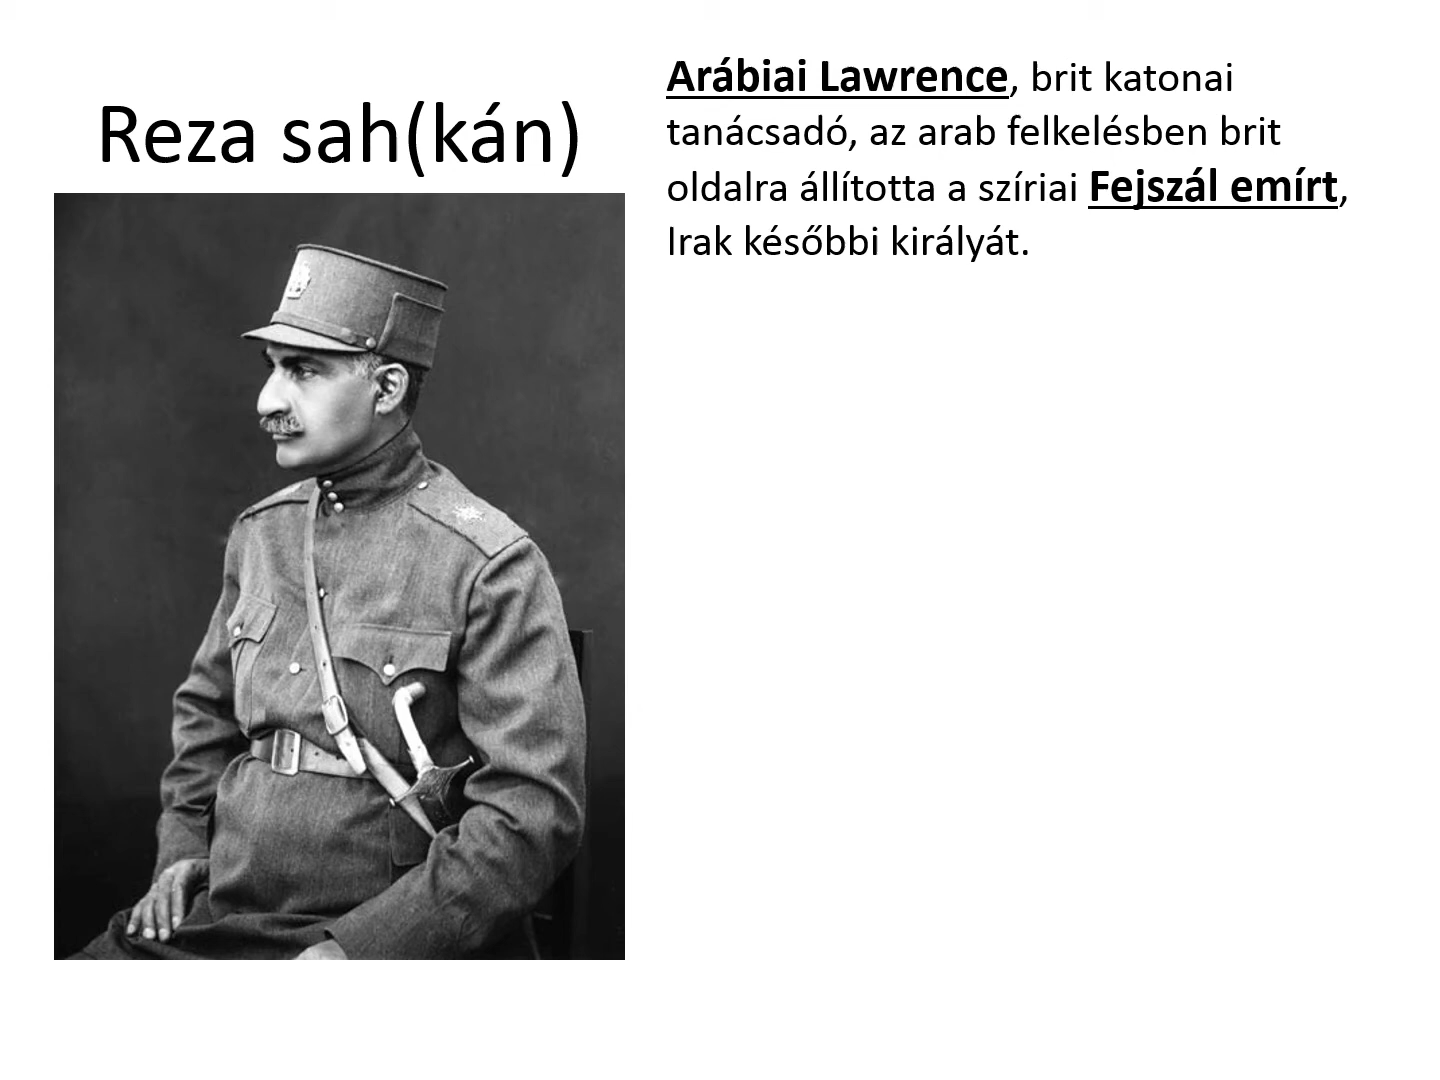 Reza sah(kán)
Arábiai Lawrence, brit katonai
tanácsadó, az arab felkelésben brit
oldalra állította a szíriai Fejszál emírt,
Irak későbbi királyát.